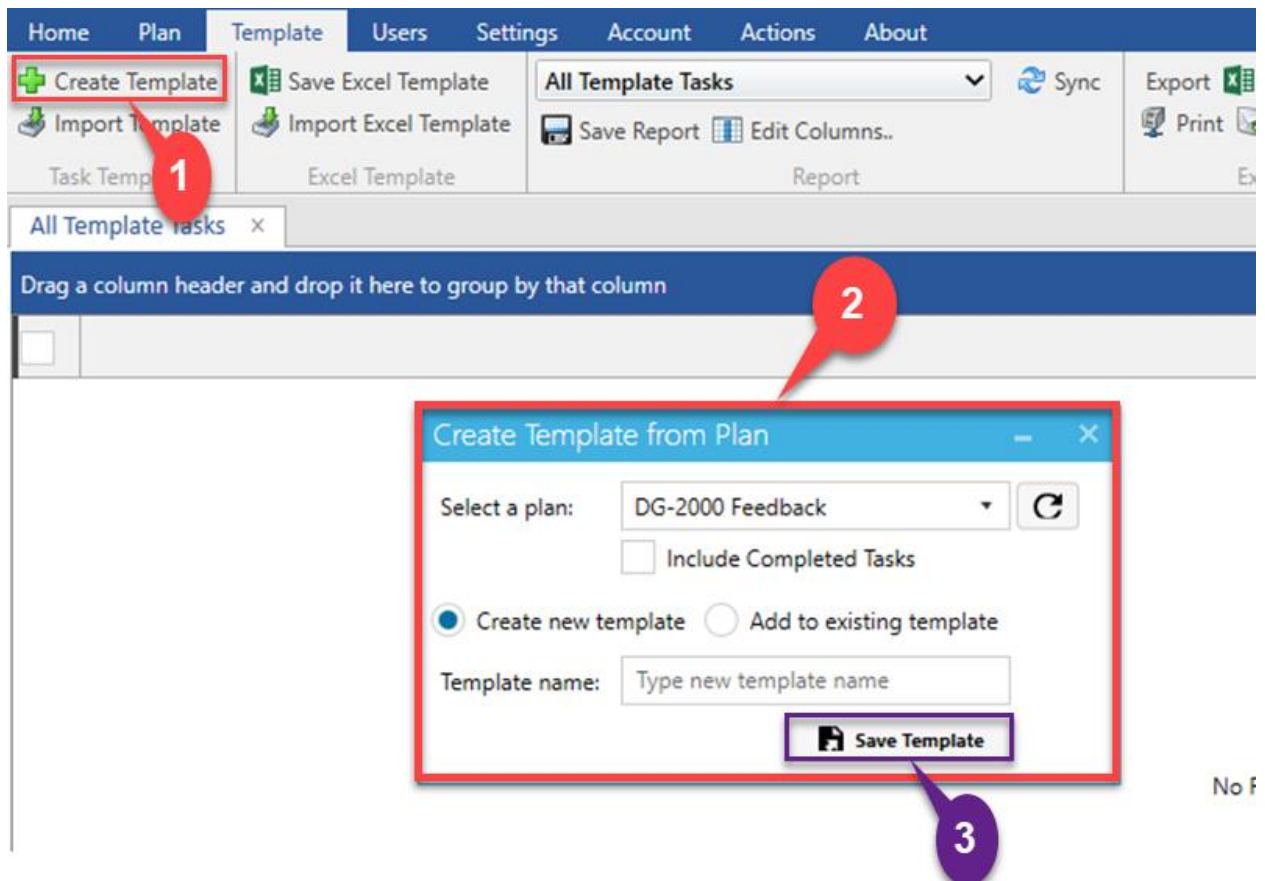 Home Plan Template Users Settings Account Actions About
Create Template Save Excel Template All Template Tasks Sync Export
Import Template Import Excel Template Save Report Edit Columns.. Print
1
Task Excel Template Report
All Template Tasks ×
Drag a column header and drop it here to group by that column
2
Create Template from Plan
Select a plan: DG-2000 Feedback
Include Completed Tasks
Create new template Add to existing template
Template name: Type new template name
Save Template
No
3